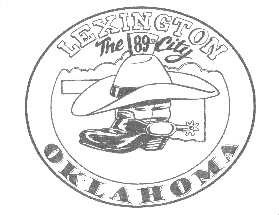 LEXINGTON
The '89er City
OKLAHOMA